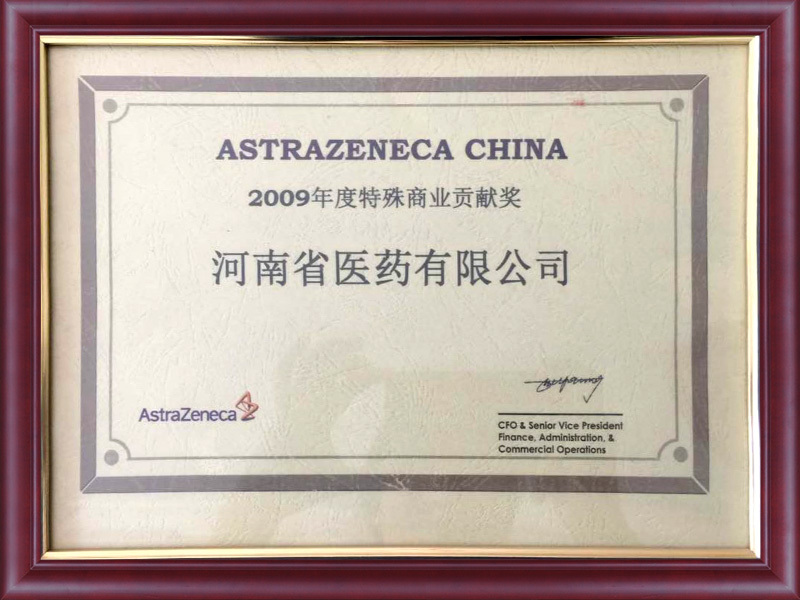 ASTRAZENECA CHINA
2009年度特殊商业贡献奖
河南省医药有限公司
AstraZeneca
CFO & Senior Vice President
Finance, Administration, &
Commercial Operations